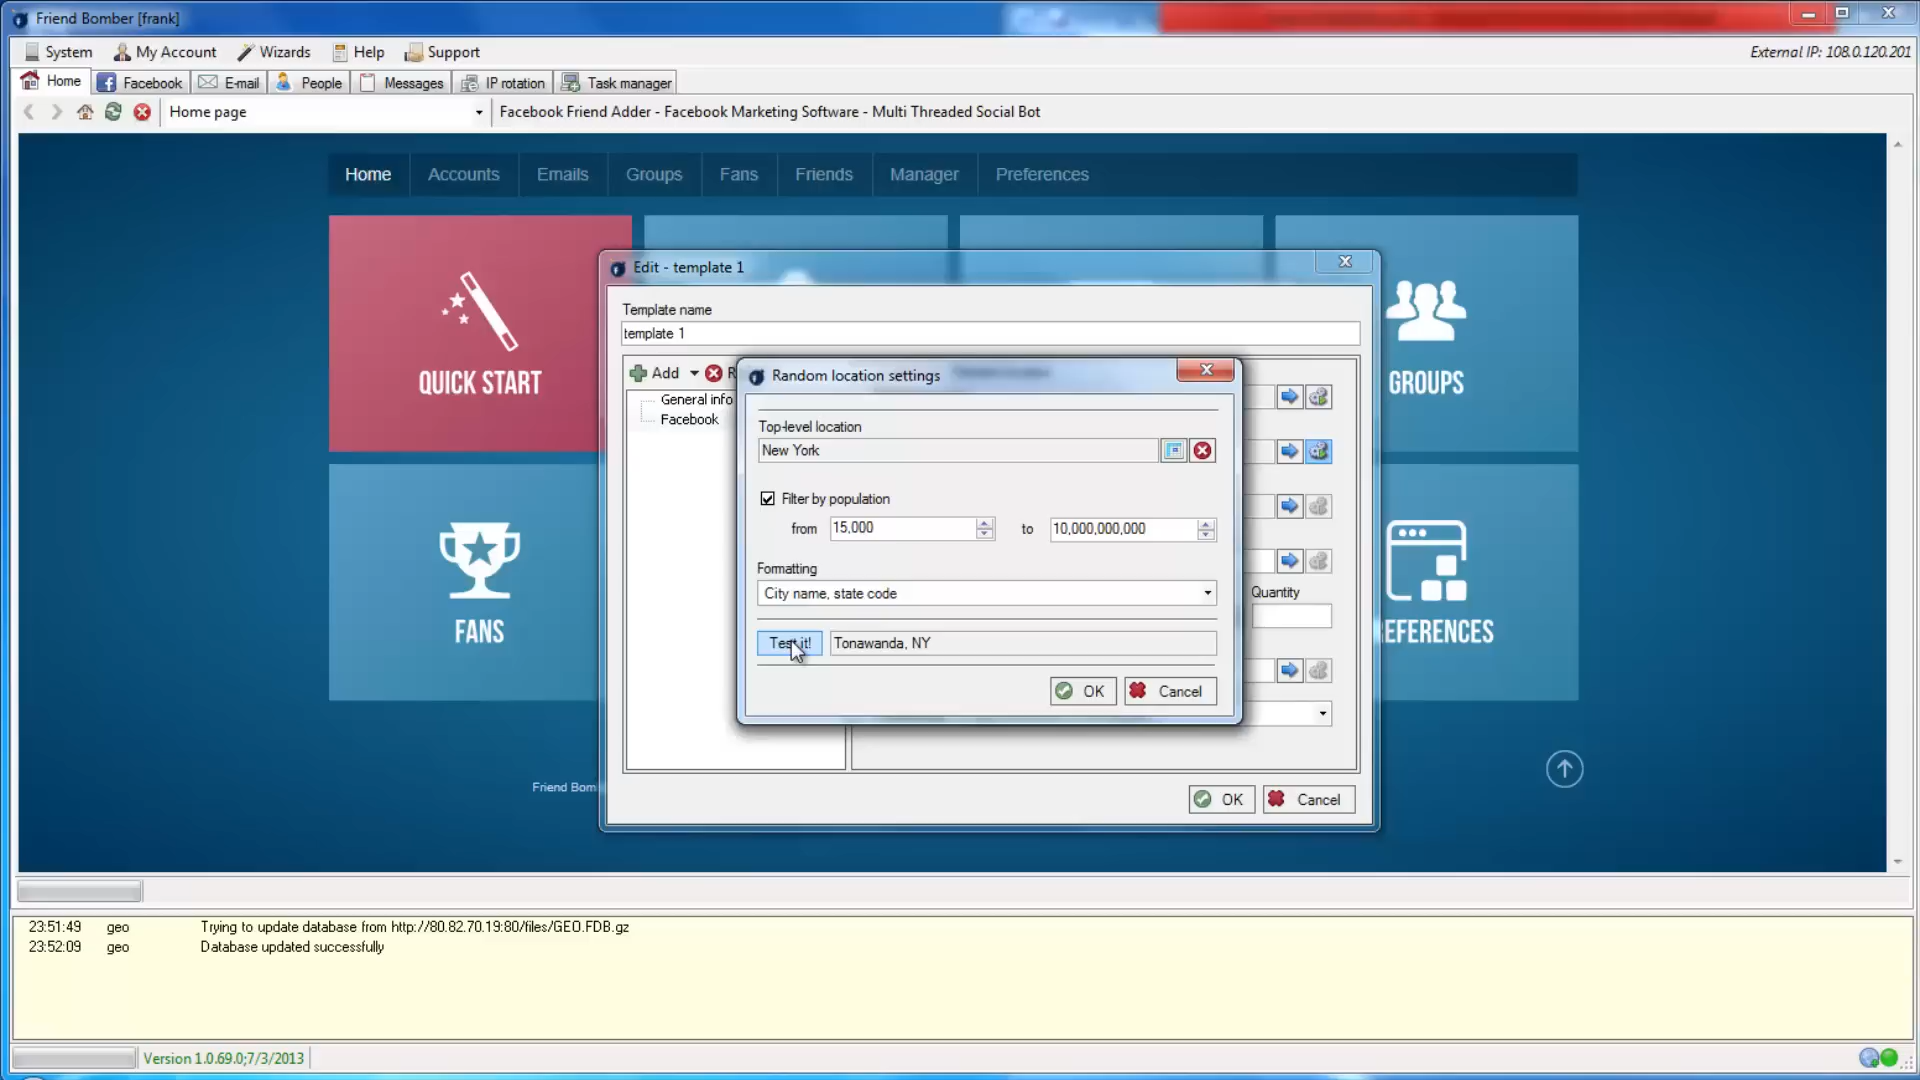 Friend Bomber [frank]
System My Account Wizards Help Support External IP: 108.0.120.201
Home Facebook E-mail People Messages IP rotation Task manager
Home page Facebook Friend Adder - Facebook Marketing Software - Multi Threaded Social Bot
Home Accounts Emails Groups Fans Friends Manager Preferences
QUICK START
GROUPS
FANS
EFERENCES
Friend Bom
Edit - template 1
Template name
template 1
Add R
General info
Facebook
Quantity
OK Cancel
Random location settings
Top-level location
New York
Filter by population
from 15,000 to 10,000,000,000
Formatting
City name, state code
Test it! Tonawanda, NY
OK Cancel
23:51:49 geo Trying to update database from http://80.82.70.19:80/files/GEO.FDB.gz
23:52:09 geo Database updated successfully
Version 1.0.69.0;7/3/2013